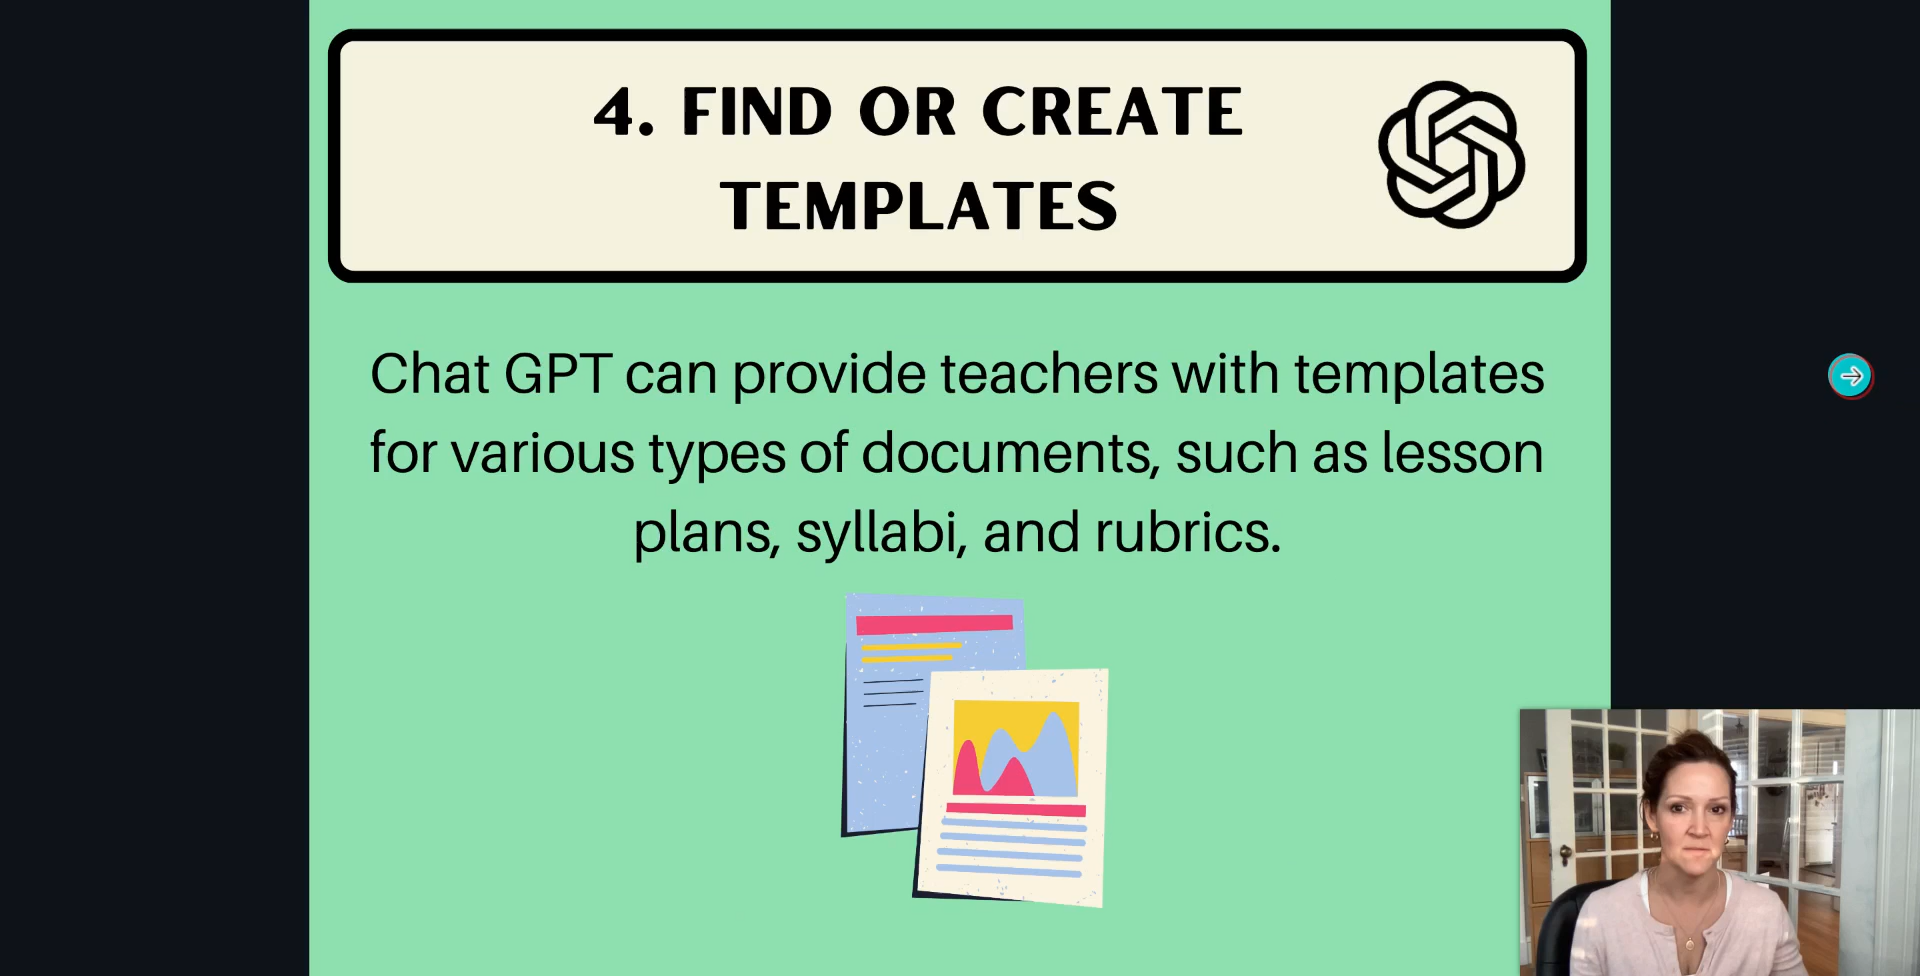 4. FIND OR CREATE
TEMPLATES
Chat GPT can provide teachers with templates
for various types of documents, such as lesson
plans, syllabi, and rubrics.